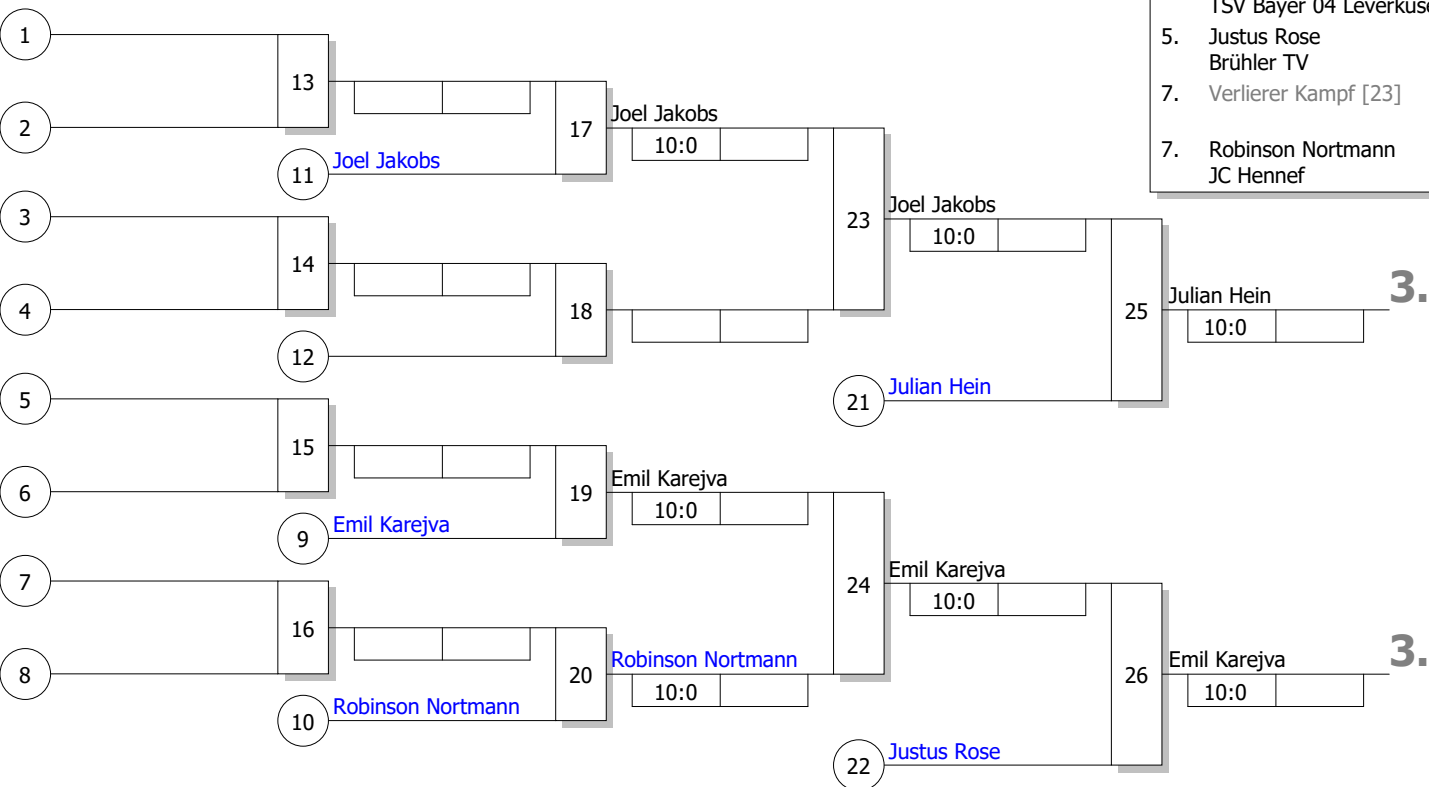 TSV Bayer 04 Leverkuse
1
5. Justus Rose
Brühler TV
13
7. Verlierer Kampf [23]
Joel Jakobs
2
17
10:0
Joel Jakobs
11
7. Robinson Nortmann
JC Hennef
3
Joel Jakobs
23
10:0
14
Julian Hein
3.
4
18
25
10:0
12
Julian Hein
5
21
15
Emil Karejva
6
19
10:0
Emil Karejva
9
7
Emil Karejva
24
10:0
16
Robinson Nortmann
Emil Karejva
3.
8
20
10:0
26
10:0
Robinson Nortmann
10
Justus Rose
22